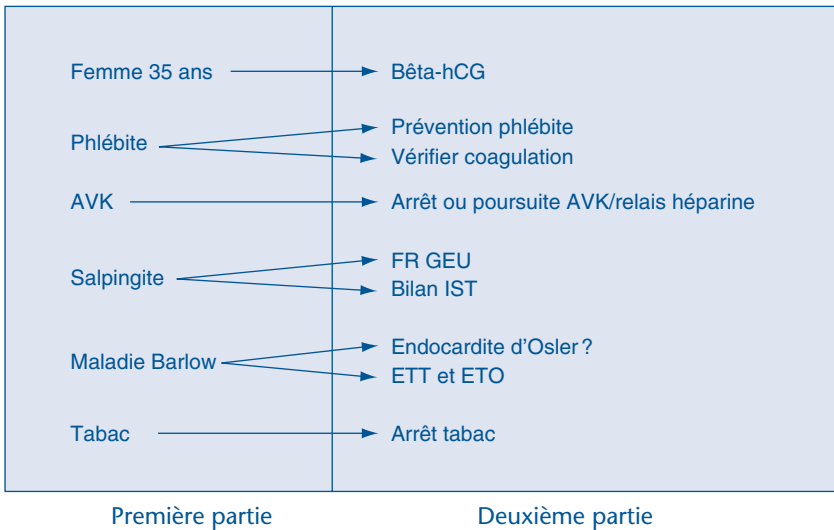 Femme 35 ans Bêta-hCG
Phlébite Prévention phlébite
Vérifier coagulation
AVK Arrêt ou poursuite AVK/relais héparine
Salpingite FR GEU
Bilan IST
Maladie Barlow Endocardite d'Osler ?
ETT et ETO
Tabac Arrêt tabac
Première partie Deuxième partie